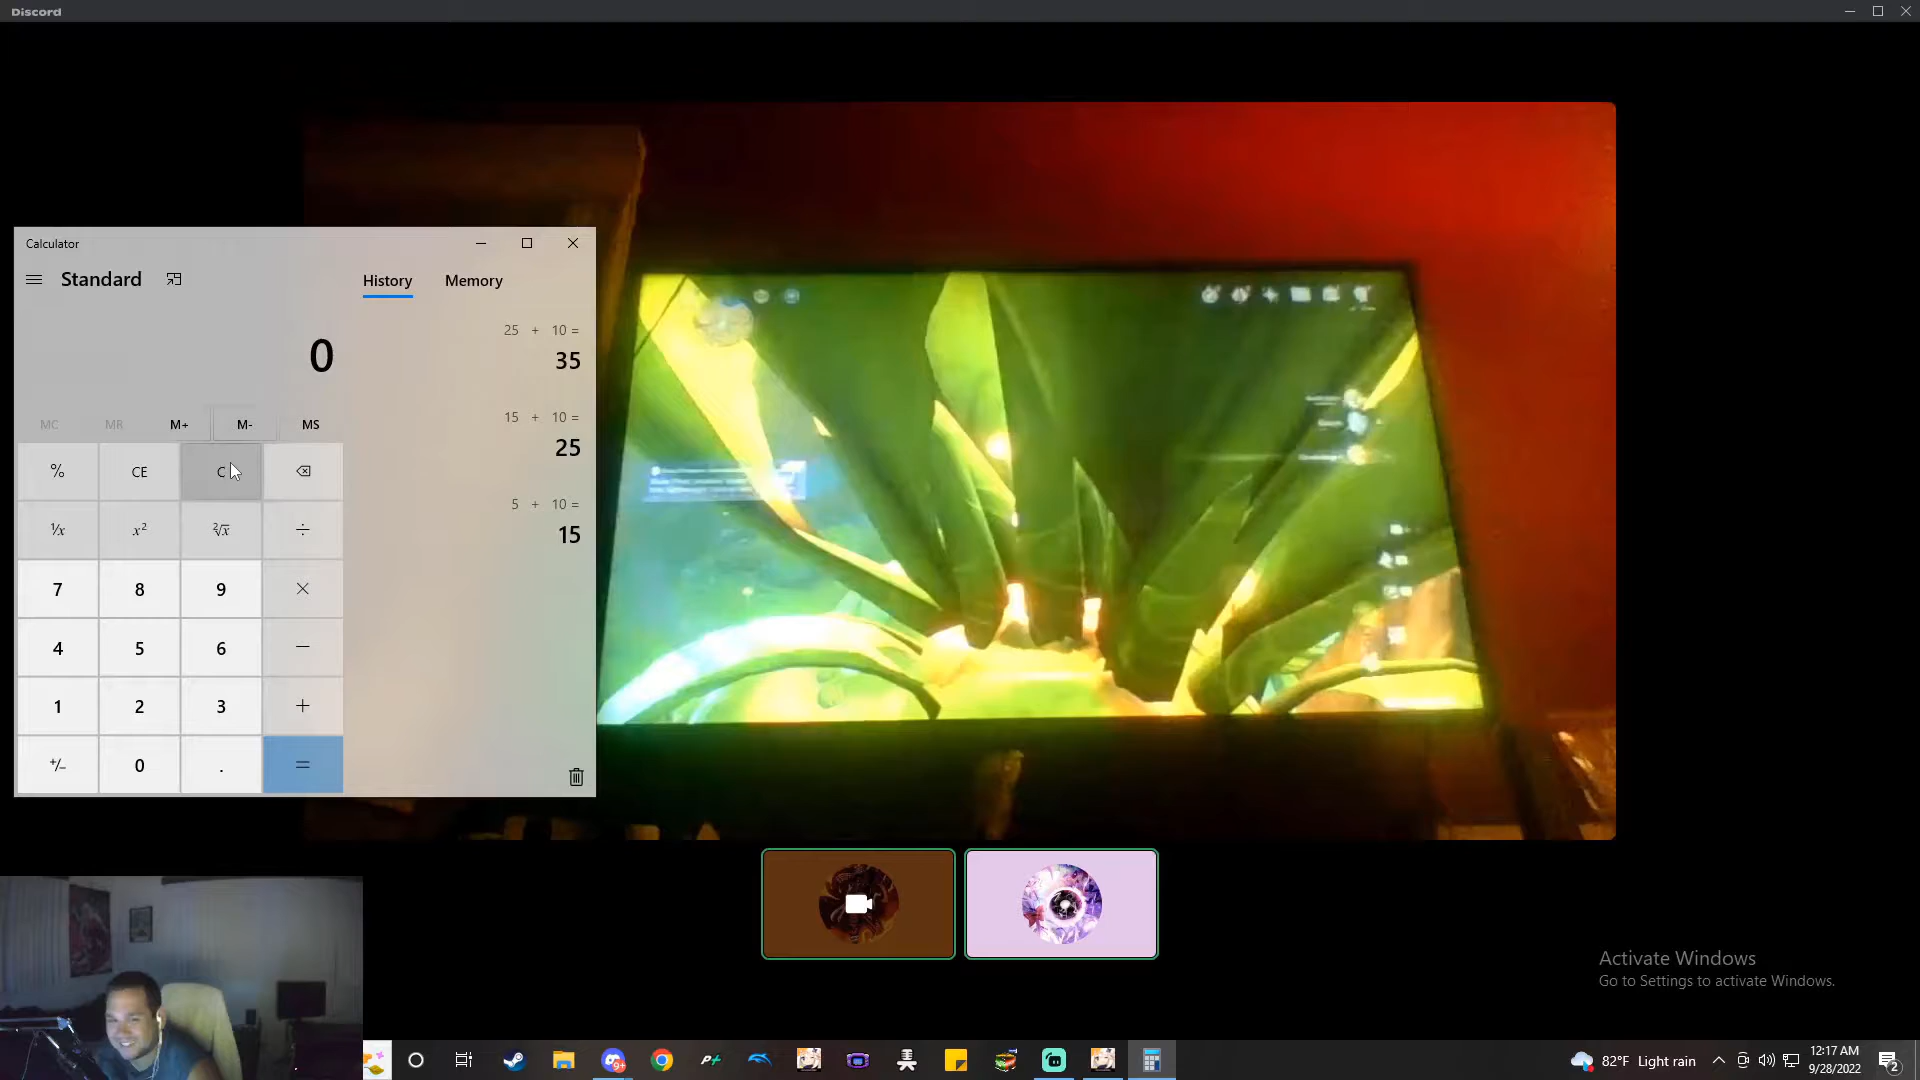 Discord
Calculator
Standard
History
Memory
0
25 + 10 =
35
15 + 10 =
25
5 + 10 =
15
MC
MR
M+
M-
MS
%
CE
C
1/x
x²
²√x
÷
7
8
9
×
4
5
6
−
1
2
3
+
+/−
0
.
=
Activate Windows
Go to Settings to activate Windows.
9+
82°F Light rain
12:17 AM
9/28/2022
2